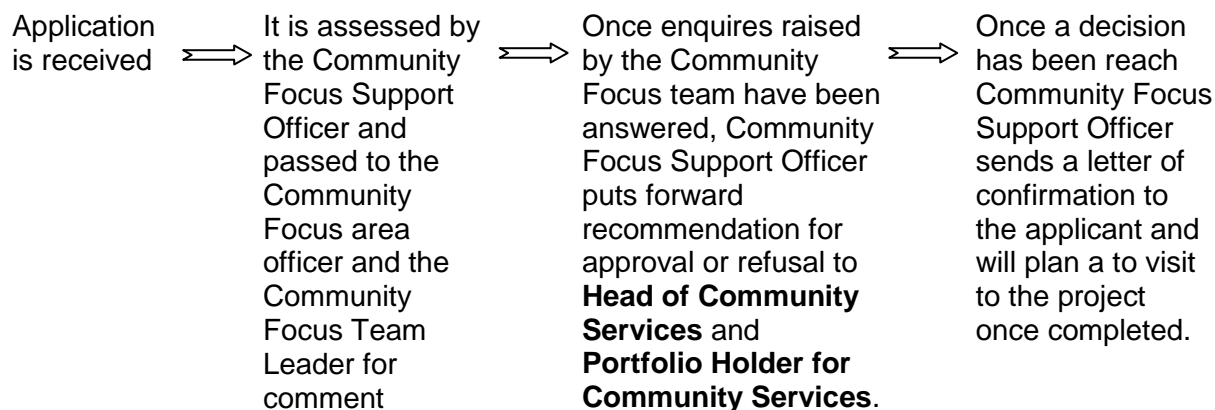 Application
is received
It is assessed by
the Community
Focus Support
Officer and
passed to the
Community
Focus area
officer and the
Community
Focus Team
Leader for
comment
Once enquires raised
by the Community
Focus team have been
answered, Community
Focus Support Officer
puts forward
recommendation for
approval or refusal to
Head of Community
Services and
Portfolio Holder for
Community Services.
Once a decision
has been reach
Community Focus
Support Officer
sends a letter of
confirmation to
the applicant and
will plan a to visit
to the project
once completed.